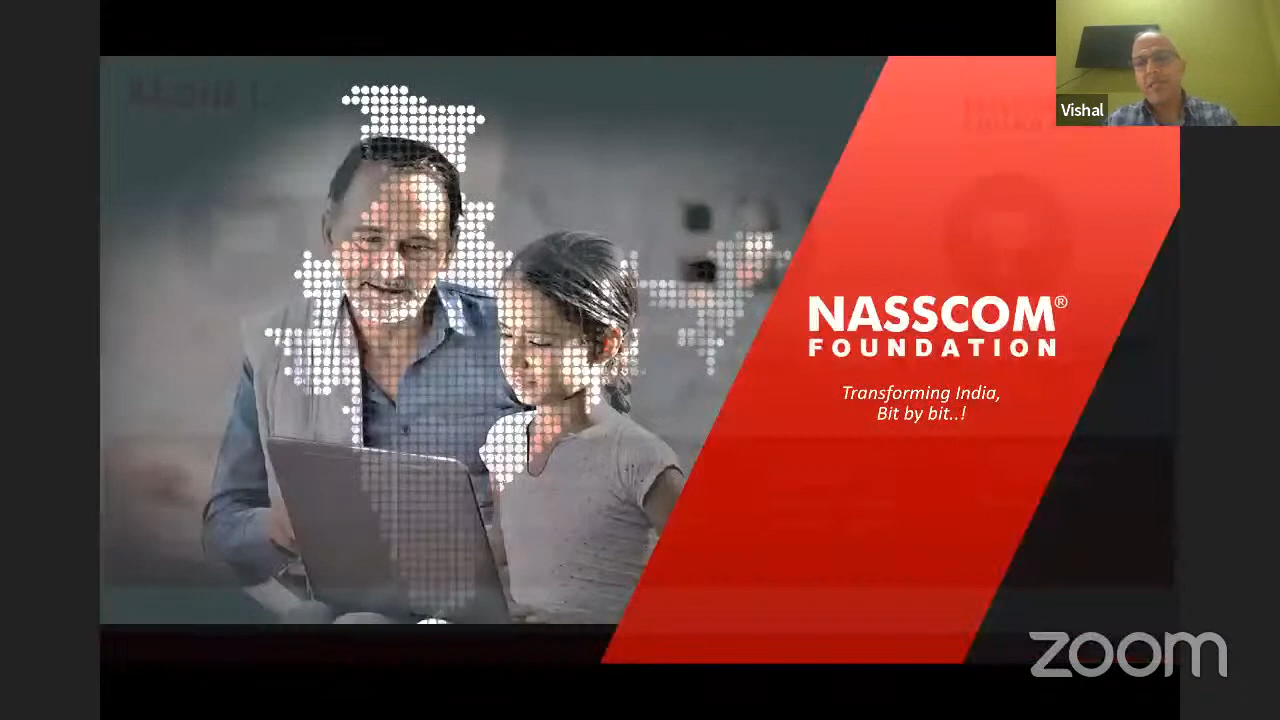 Vishal
NASSCOM®
FOUNDATION
Transforming India,
Bit by bit..!
zoom